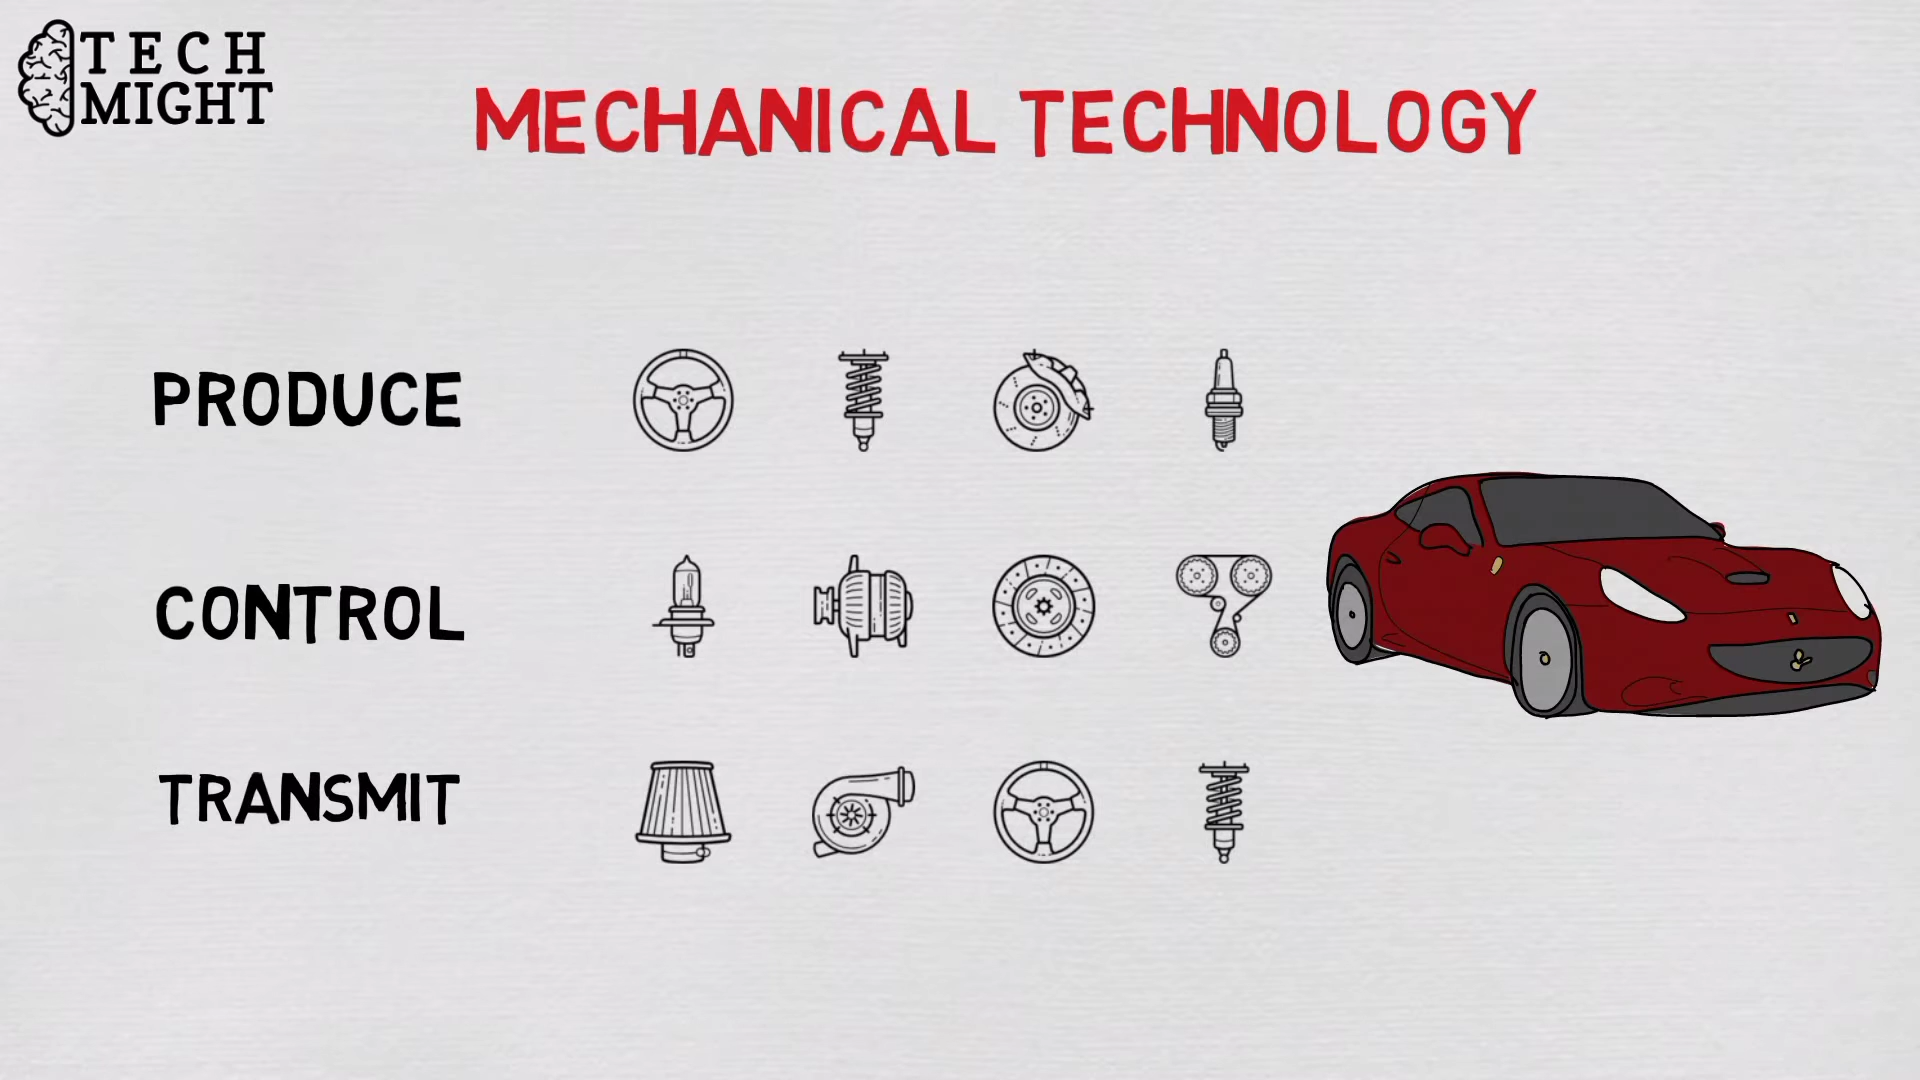 TECH
MIGHT
MECHANICAL TECHNOLOGY
PRODUCE
CONTROL
TRANSMIT